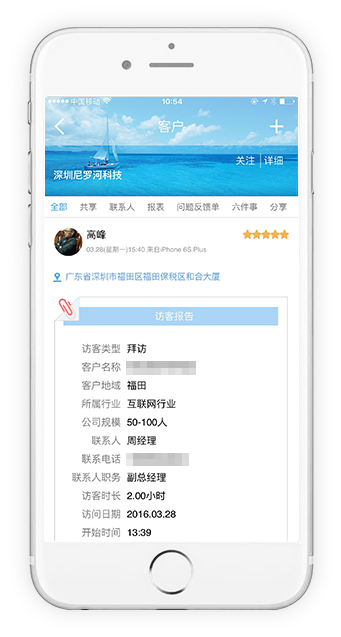 中国移动 10:54
客户
关注 详细
深圳尼罗河科技
全部 共享 联系人 报表 问题反馈单 六件事 分享
高峰
03.28(星期一)15:40 来自iPhone 6S Plus
广东省深圳市福田区福田保税区和合大厦
访客报告
访客类型 拜访
客户名称
客户地域 福田
所属行业 互联网行业
公司规模 50-100人
联系人 周经理
联系电话
联系人职务 副总经理
访客时长 2.00小时
访问日期 2016.03.28
开始时间 13:39